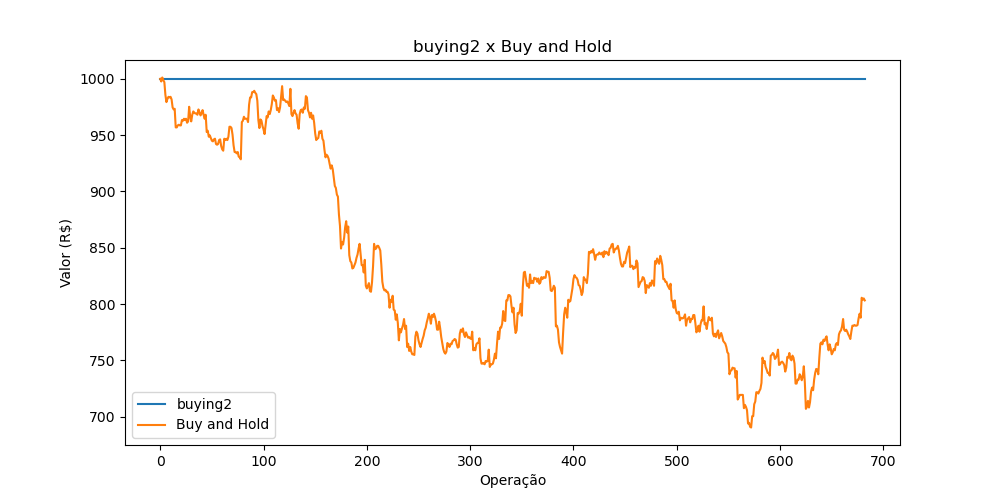 buying2 x Buy and Hold
Valor (R$)
1000
950
900
850
800
750
700
buying2
Buy and Hold
0 100 200 300 400 500 600 700
Operação